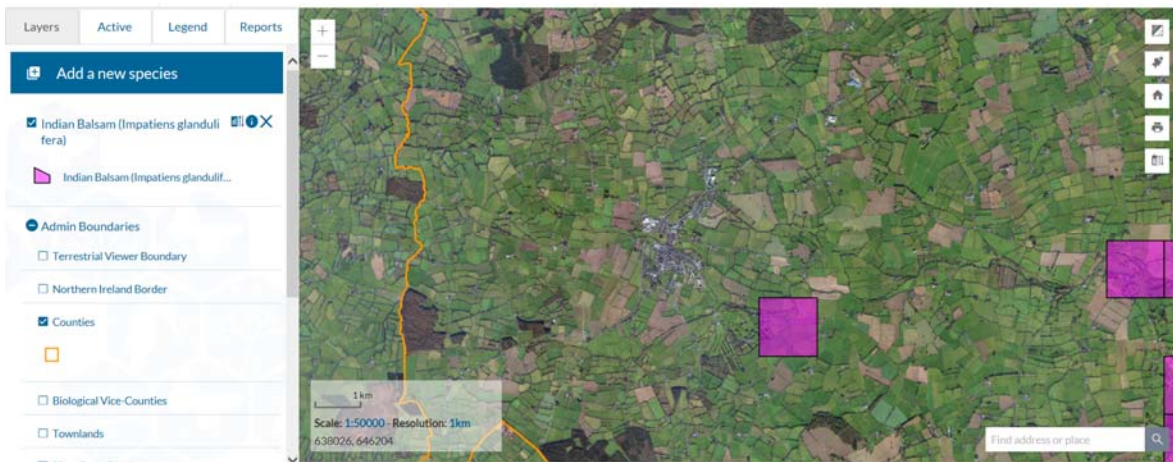 Layers Active Legend Reports
Add a new species
Indian Balsam (Impatiens glanduli
fera)
Indian Balsam (Impatiens glandulif...
Admin Boundaries
Terrestrial Viewer Boundary
Northern Ireland Border
Counties
Biological Vice-Counties
Townlands
+
−
1 km
Scale: 1:50000 - Resolution: 1km
638026, 646204
Find address or place